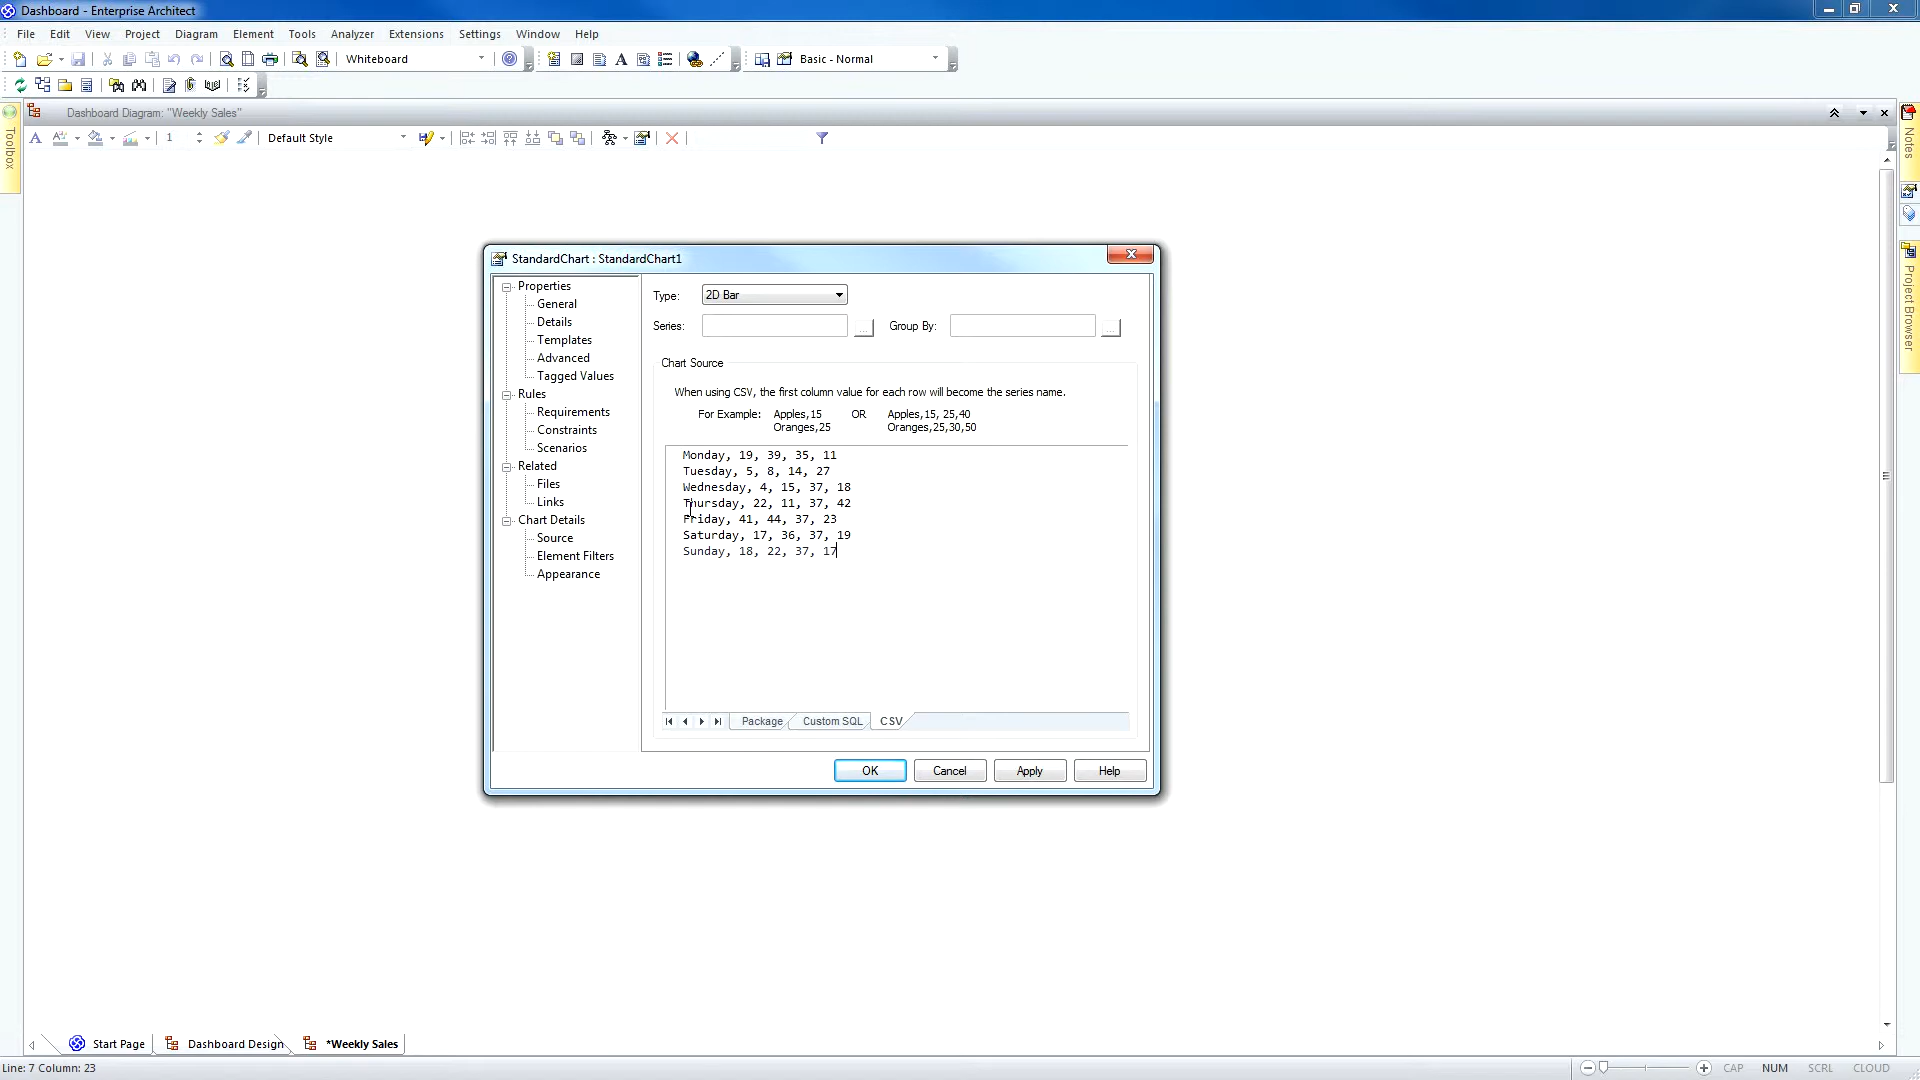 Dashboard - Enterprise Architect
File Edit View Project Diagram Element Tools Analyzer Extensions Settings Window Help
Whiteboard
Basic - Normal
Dashboard Diagram: "Weekly Sales"
Toolbox
1
Default Style
Notes
Project Browser
StandardChart : StandardChart1
Properties
General
Details
Templates
Advanced
Tagged Values
Rules
Requirements
Constraints
Scenarios
Related
Files
Links
Chart Details
Source
Element Filters
Appearance
Type: 2D Bar
Series: ... Group By: ...
Chart Source
When using CSV, the first column value for each row will become the series name.
For Example: Apples,15 OR Apples,15, 25,40
Oranges,25 Oranges,25,30,50
Monday, 19, 39, 35, 11
Tuesday, 5, 8, 14, 27
Wednesday, 4, 15, 37, 18
Thursday, 22, 11, 37, 42
Friday, 41, 44, 37, 23
Saturday, 17, 36, 37, 19
Sunday, 18, 22, 37, 17
Package Custom SQL CSV
OK Cancel Apply Help
Start Page Dashboard Design *Weekly Sales
Line: 7 Column: 23
CAP NUM SCRL CLOUD